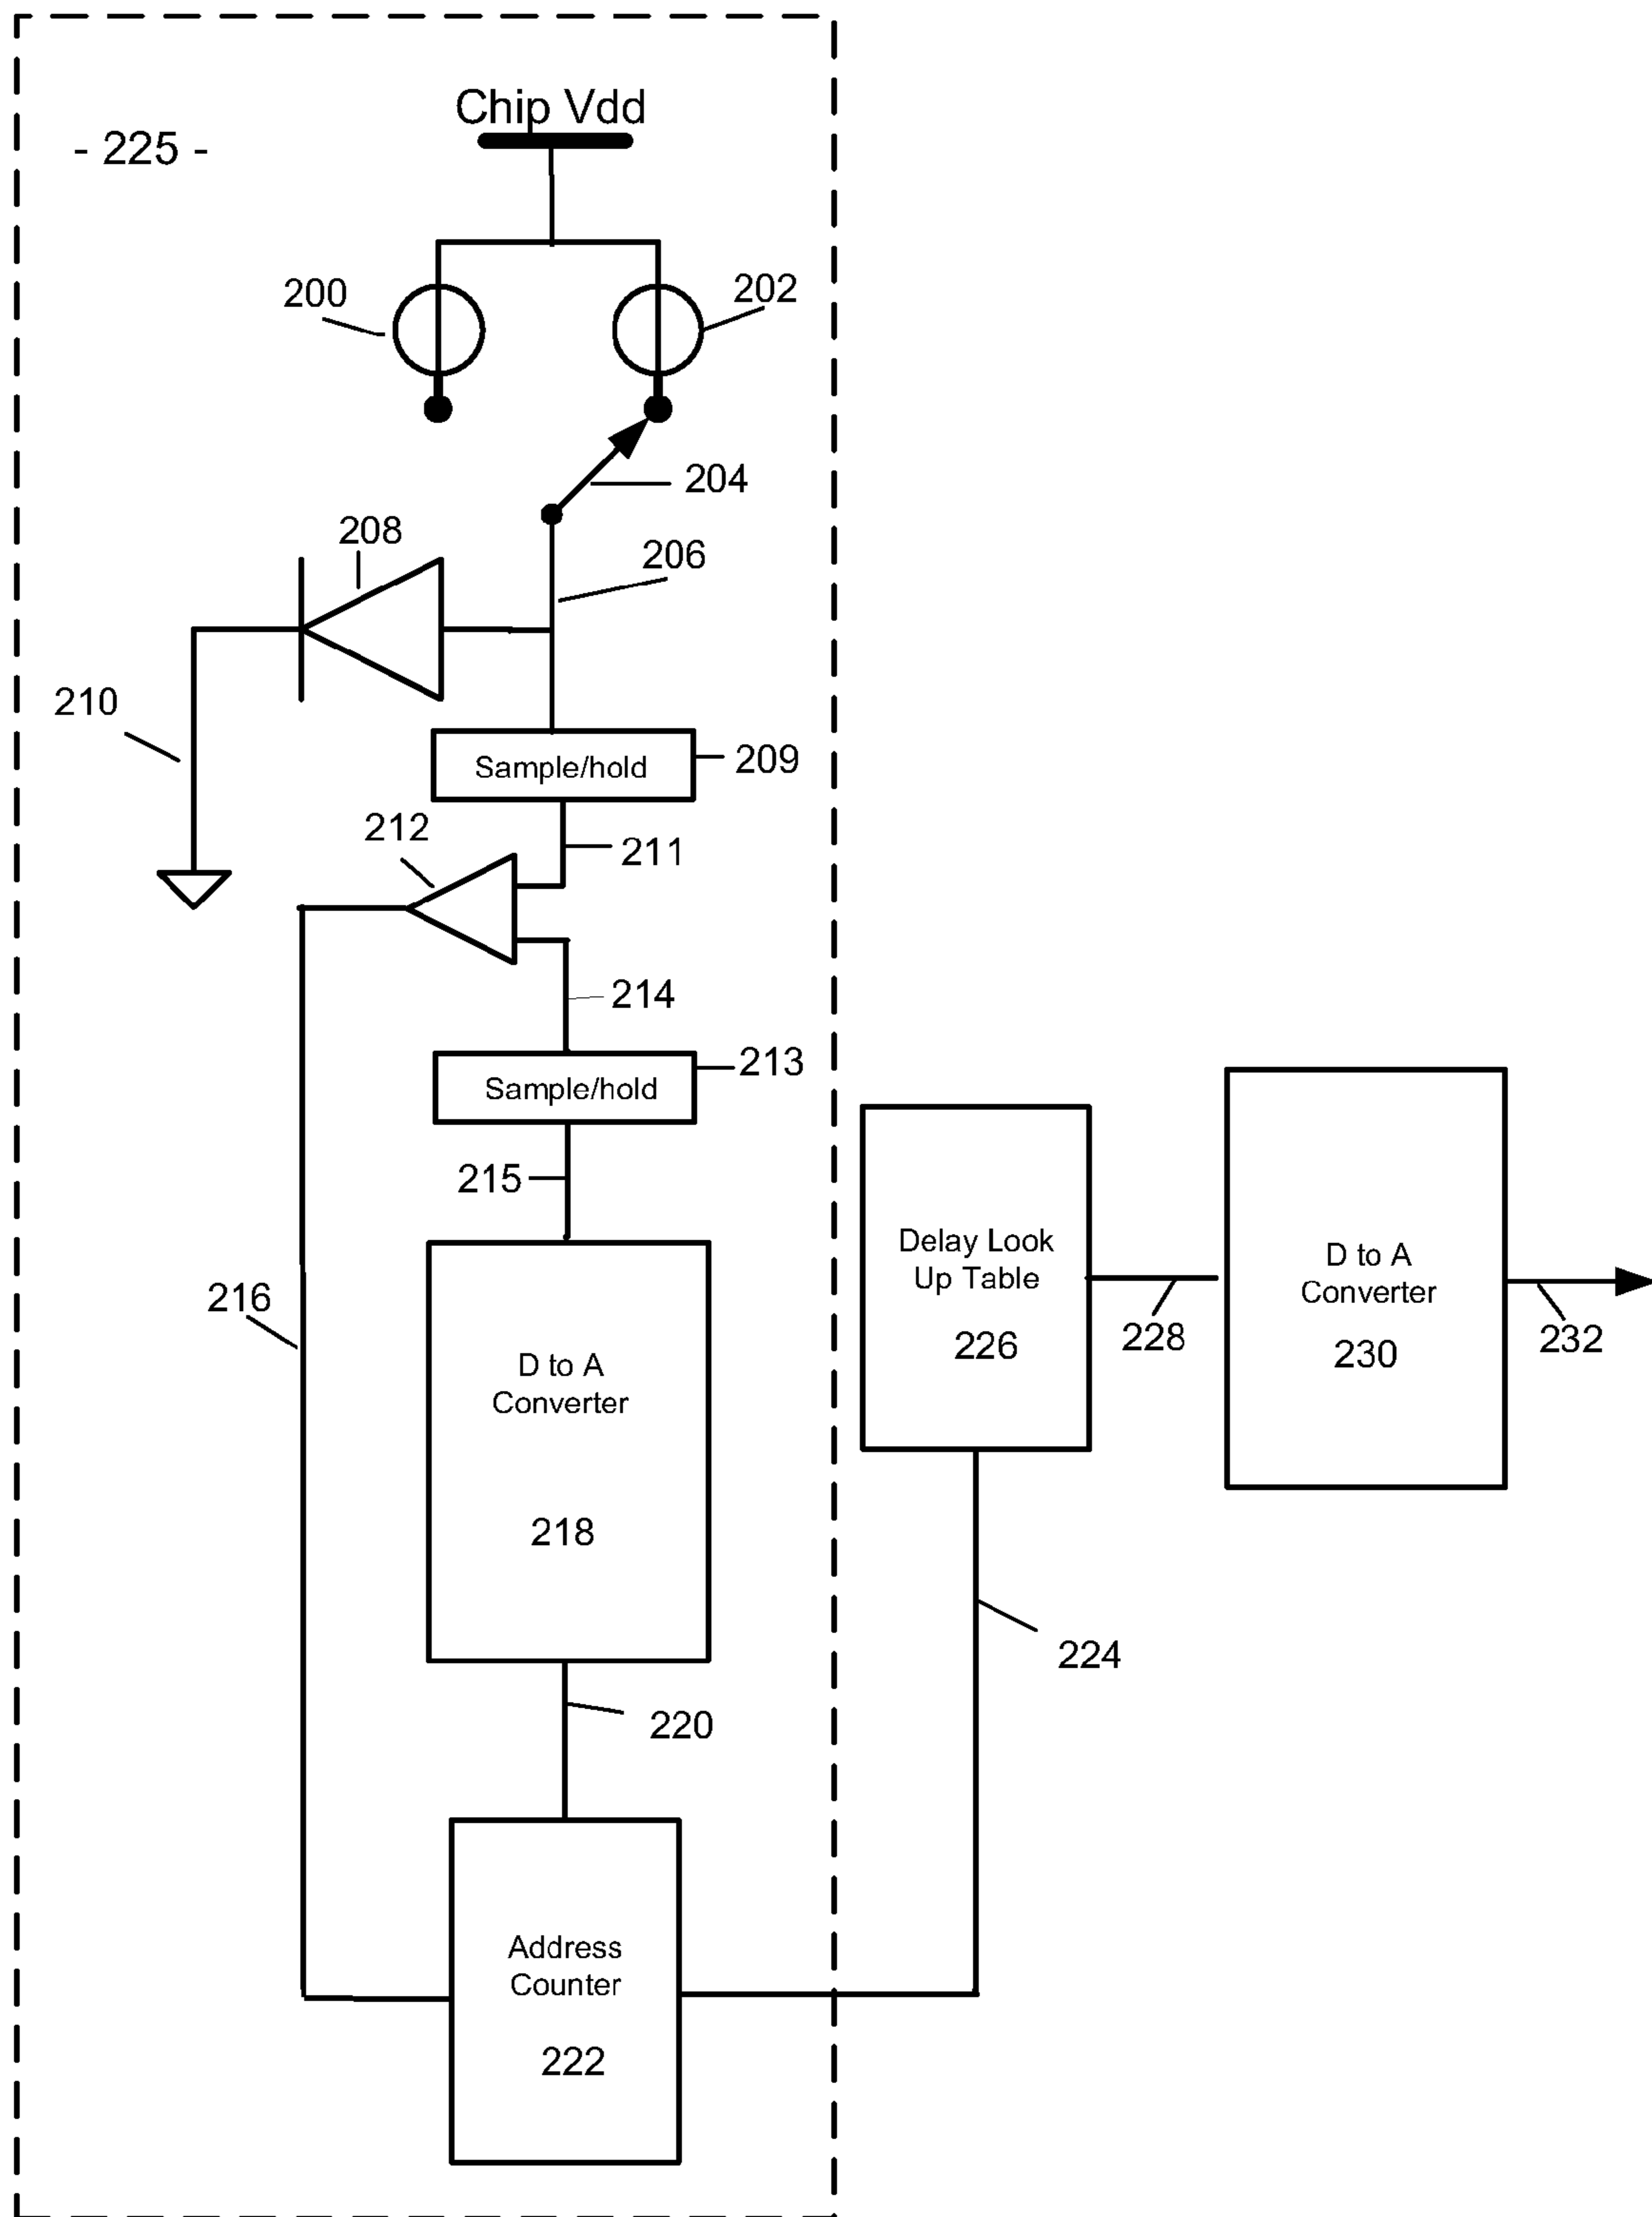 Chip Vdd
- 225 -
200
202
204
208
206
210
Sample/hold
209
212
211
214
Sample/hold
213
215
216
D to A
Converter
218
Delay Look
Up Table
226
228
D to A
Converter
230
232
224
220
Address
Counter
222